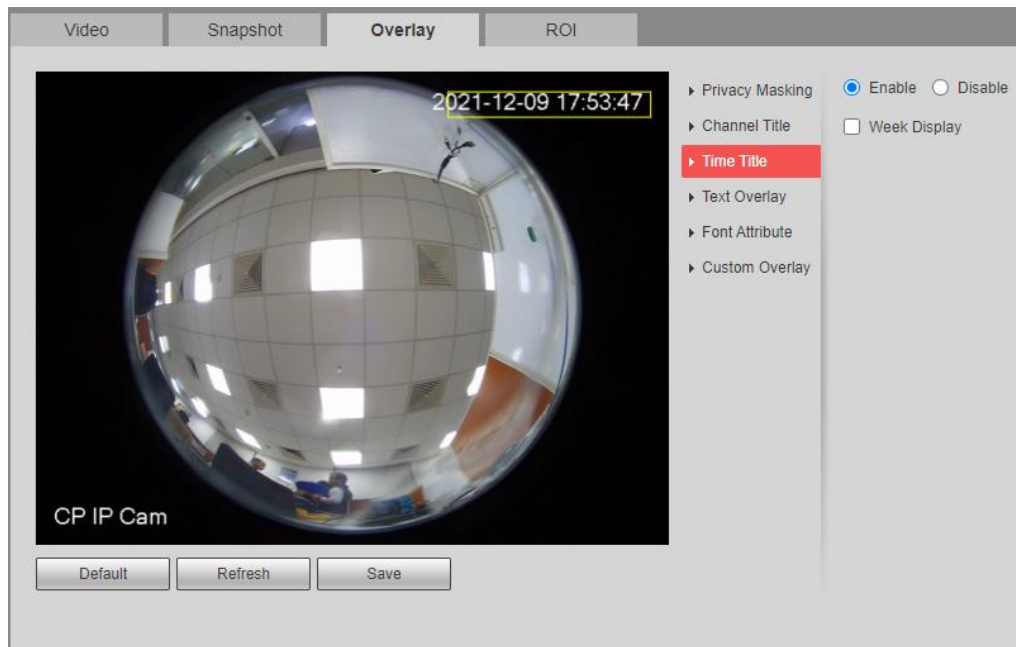 Video Snapshot Overlay ROI
2021-12-09 17:53:47
CP IP Cam
Default Refresh Save
Privacy Masking
Channel Title
Time Title
Text Overlay
Font Attribute
Custom Overlay
Enable Disable
Week Display